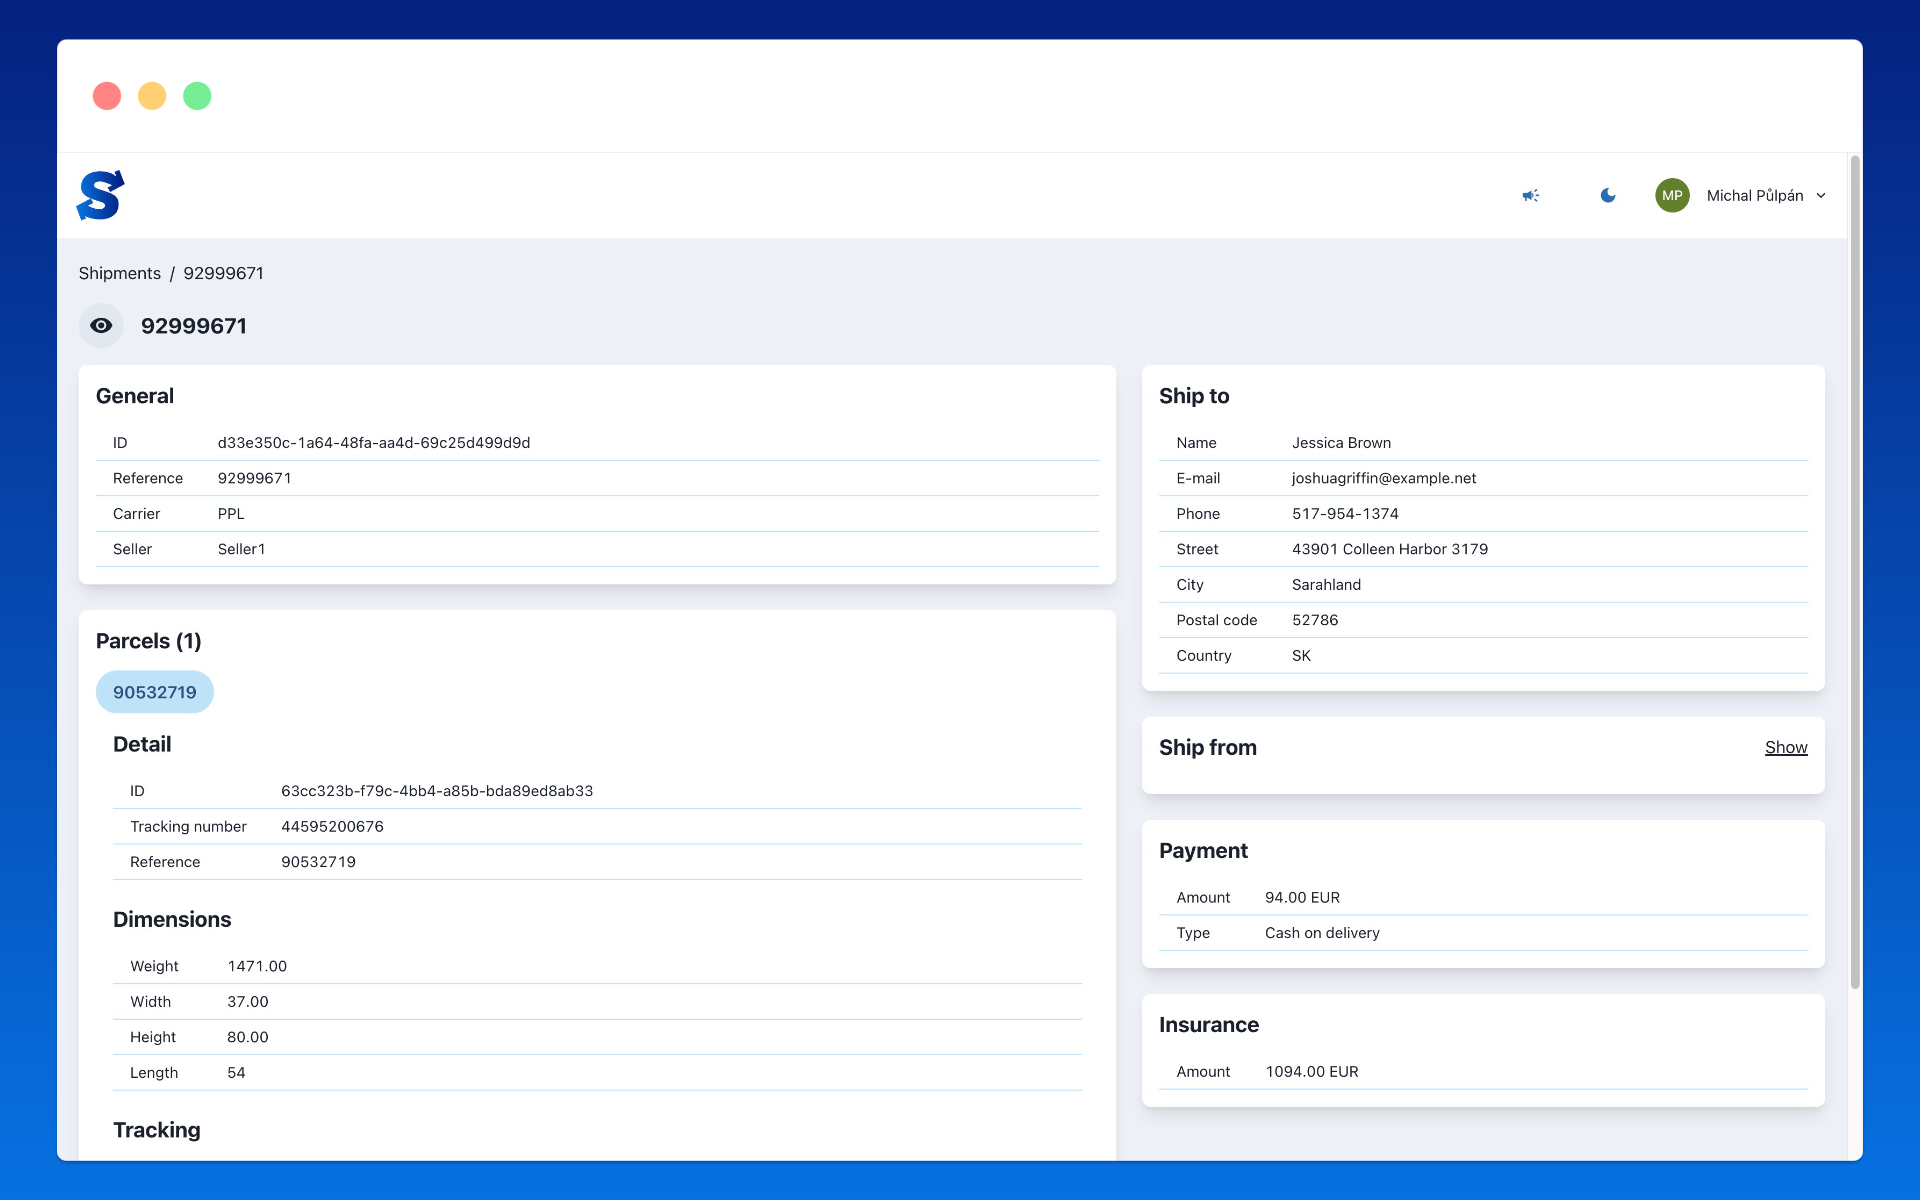 MP Michal Půlpán
Shipments / 92999671
92999671
General
ID d33e350c-1a64-48fa-aa4d-69c25d499d9d
Reference 92999671
Carrier PPL
Seller Seller1
Parcels (1)
90532719
Detail
ID 63cc323b-f79c-4bb4-a85b-bda89ed8ab33
Tracking number 44595200676
Reference 90532719
Dimensions
Weight 1471.00
Width 37.00
Height 80.00
Length 54
Tracking
Ship to
Name Jessica Brown
E-mail joshuagriffin@example.net
Phone 517-954-1374
Street 43901 Colleen Harbor 3179
City Sarahland
Postal code 52786
Country SK
Ship from Show
Payment
Amount 94.00 EUR
Type Cash on delivery
Insurance
Amount 1094.00 EUR